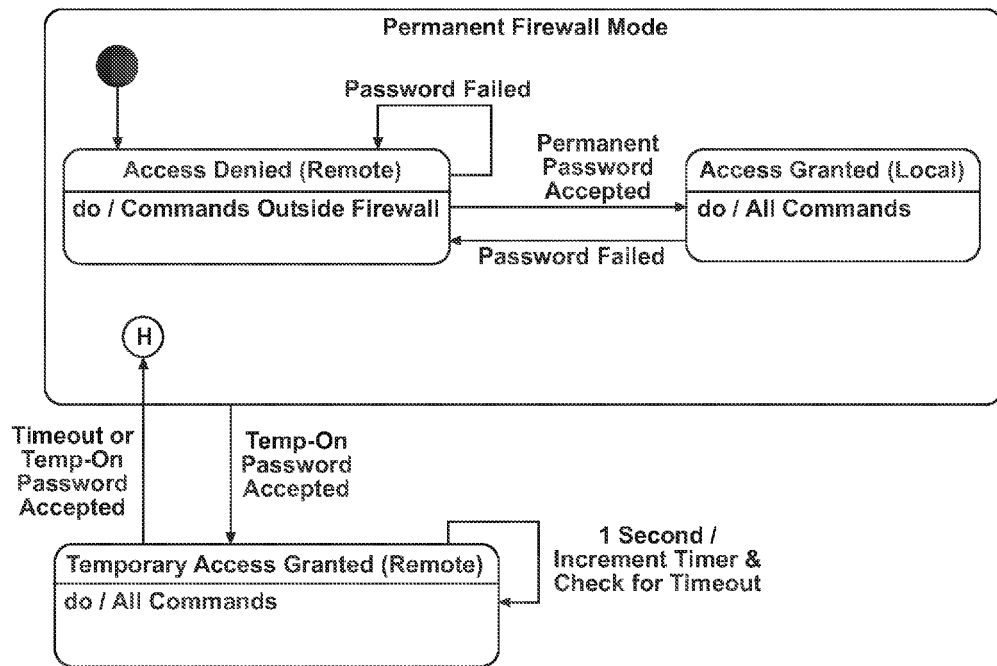 Permanent Firewall Mode
Password Failed
Access Denied (Remote)
do / Commands Outside Firewall
Permanent
Password
Accepted
Access Granted (Local)
do / All Commands
Password Failed
H
Timeout or
Temp-On
Password
Accepted
Temp-On
Password
Accepted
Temporary Access Granted (Remote)
do / All Commands
1 Second /
Increment Timer &
Check for Timeout